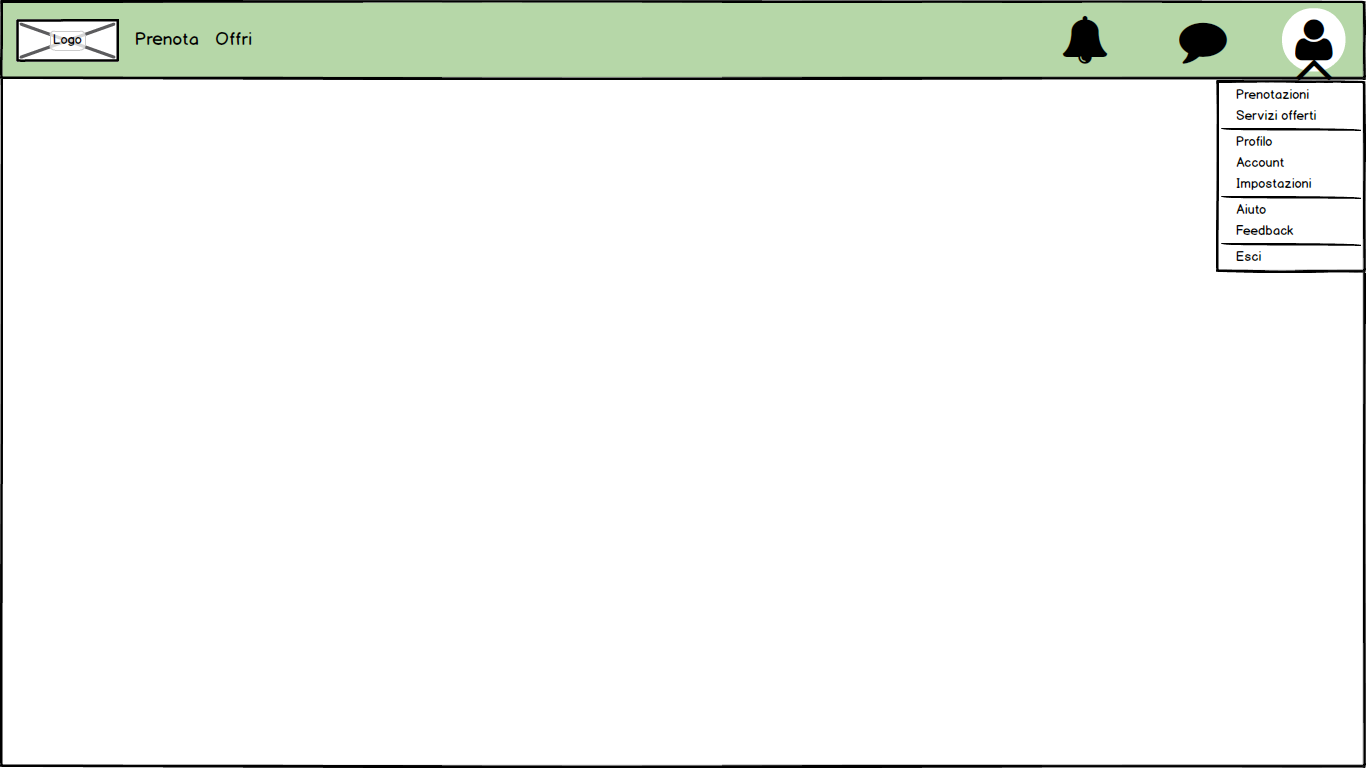 Logo
Prenota Offri
Prenotazioni
Servizi offerti
Profilo
Account
Impostazioni
Aiuto
Feedback
Esci